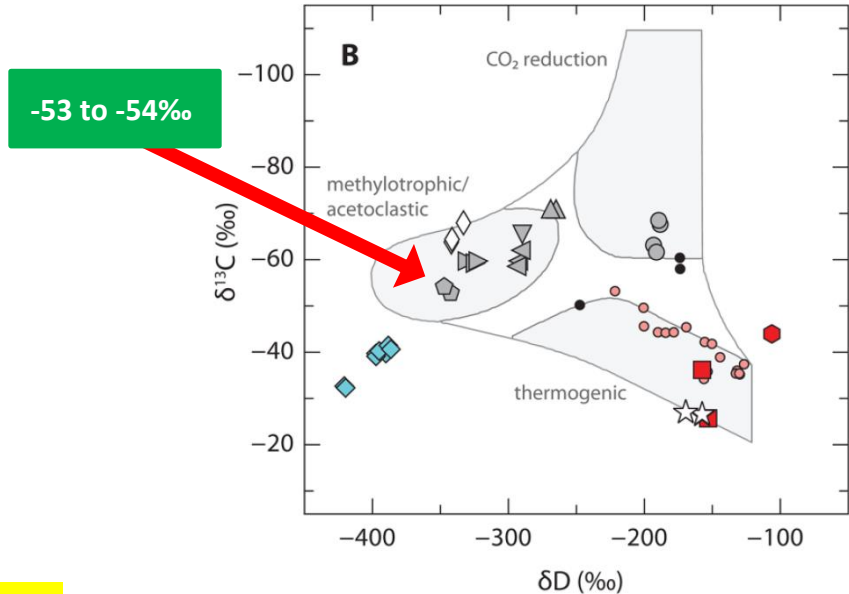 B
CO₂ reduction
-53 to -54‰
methylotrophic/
acetoclastic
thermogenic
δ¹³C (‰)
−100
−80
−60
−40
−20
−400
−300
−200
−100
δD (‰)